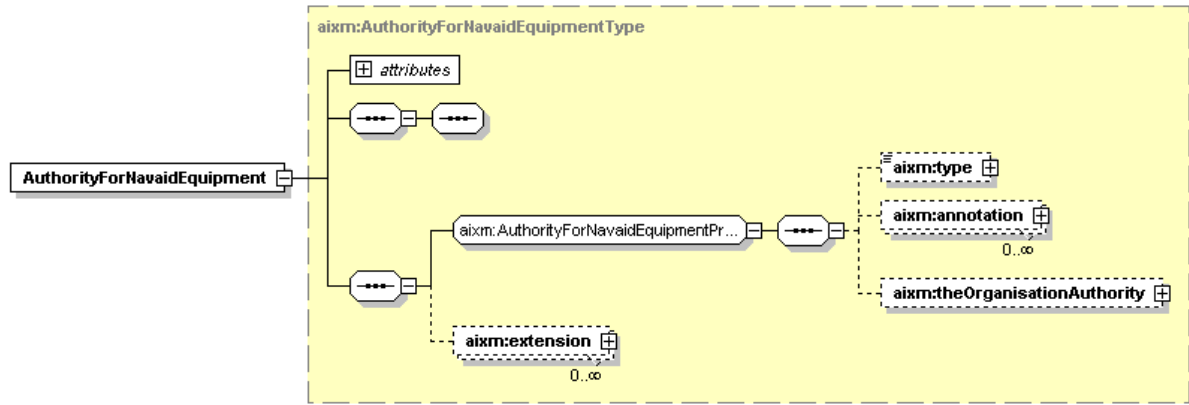 aixm:AuthorityForNavaidEquipmentType
attributes
AuthorityForNavaidEquipment
aixm:AuthorityForNavaidEquipmentPr...
aixm:type
aixm:annotation
0..∞
aixm:theOrganisationAuthority
aixm:extension
0..∞